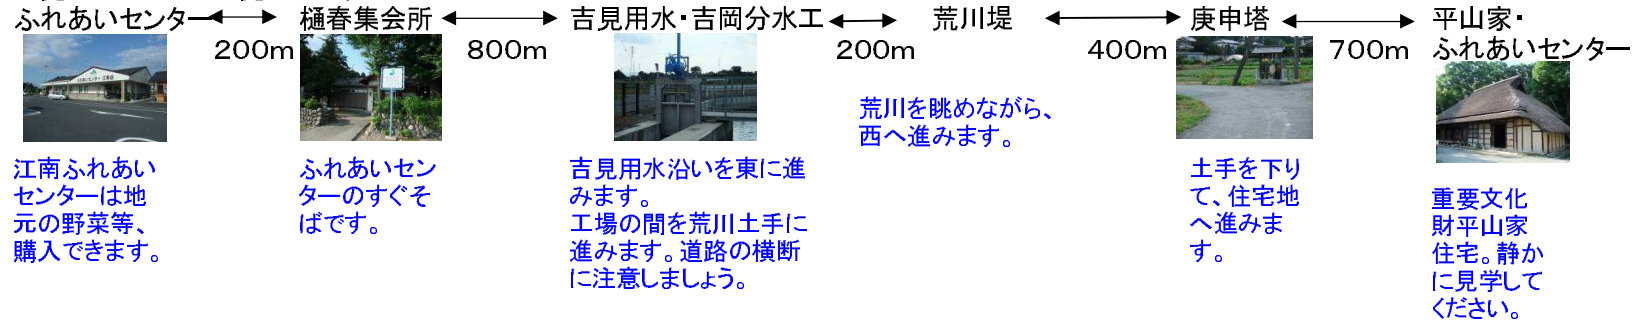 ふれあいセンター
200m
樋春集会所
800m
吉見用水・吉岡分水工
200m
荒川堤
400m
庚申塔
700m
平山家・
ふれあいセンター
江南ふれあい
センターは地
元の野菜等、
購入できます。
ふれあいセン
ターのすぐそ
ばです。
吉見用水沿いを東に進
みます。
工場の間を荒川土手に
進みます。道路の横断
に注意しましょう。
荒川を眺めながら、
西へ進みます。
土手を下り
て、住宅地
へ進みま
す。
重要文化
財平山家
住宅。静か
に見学して
ください。